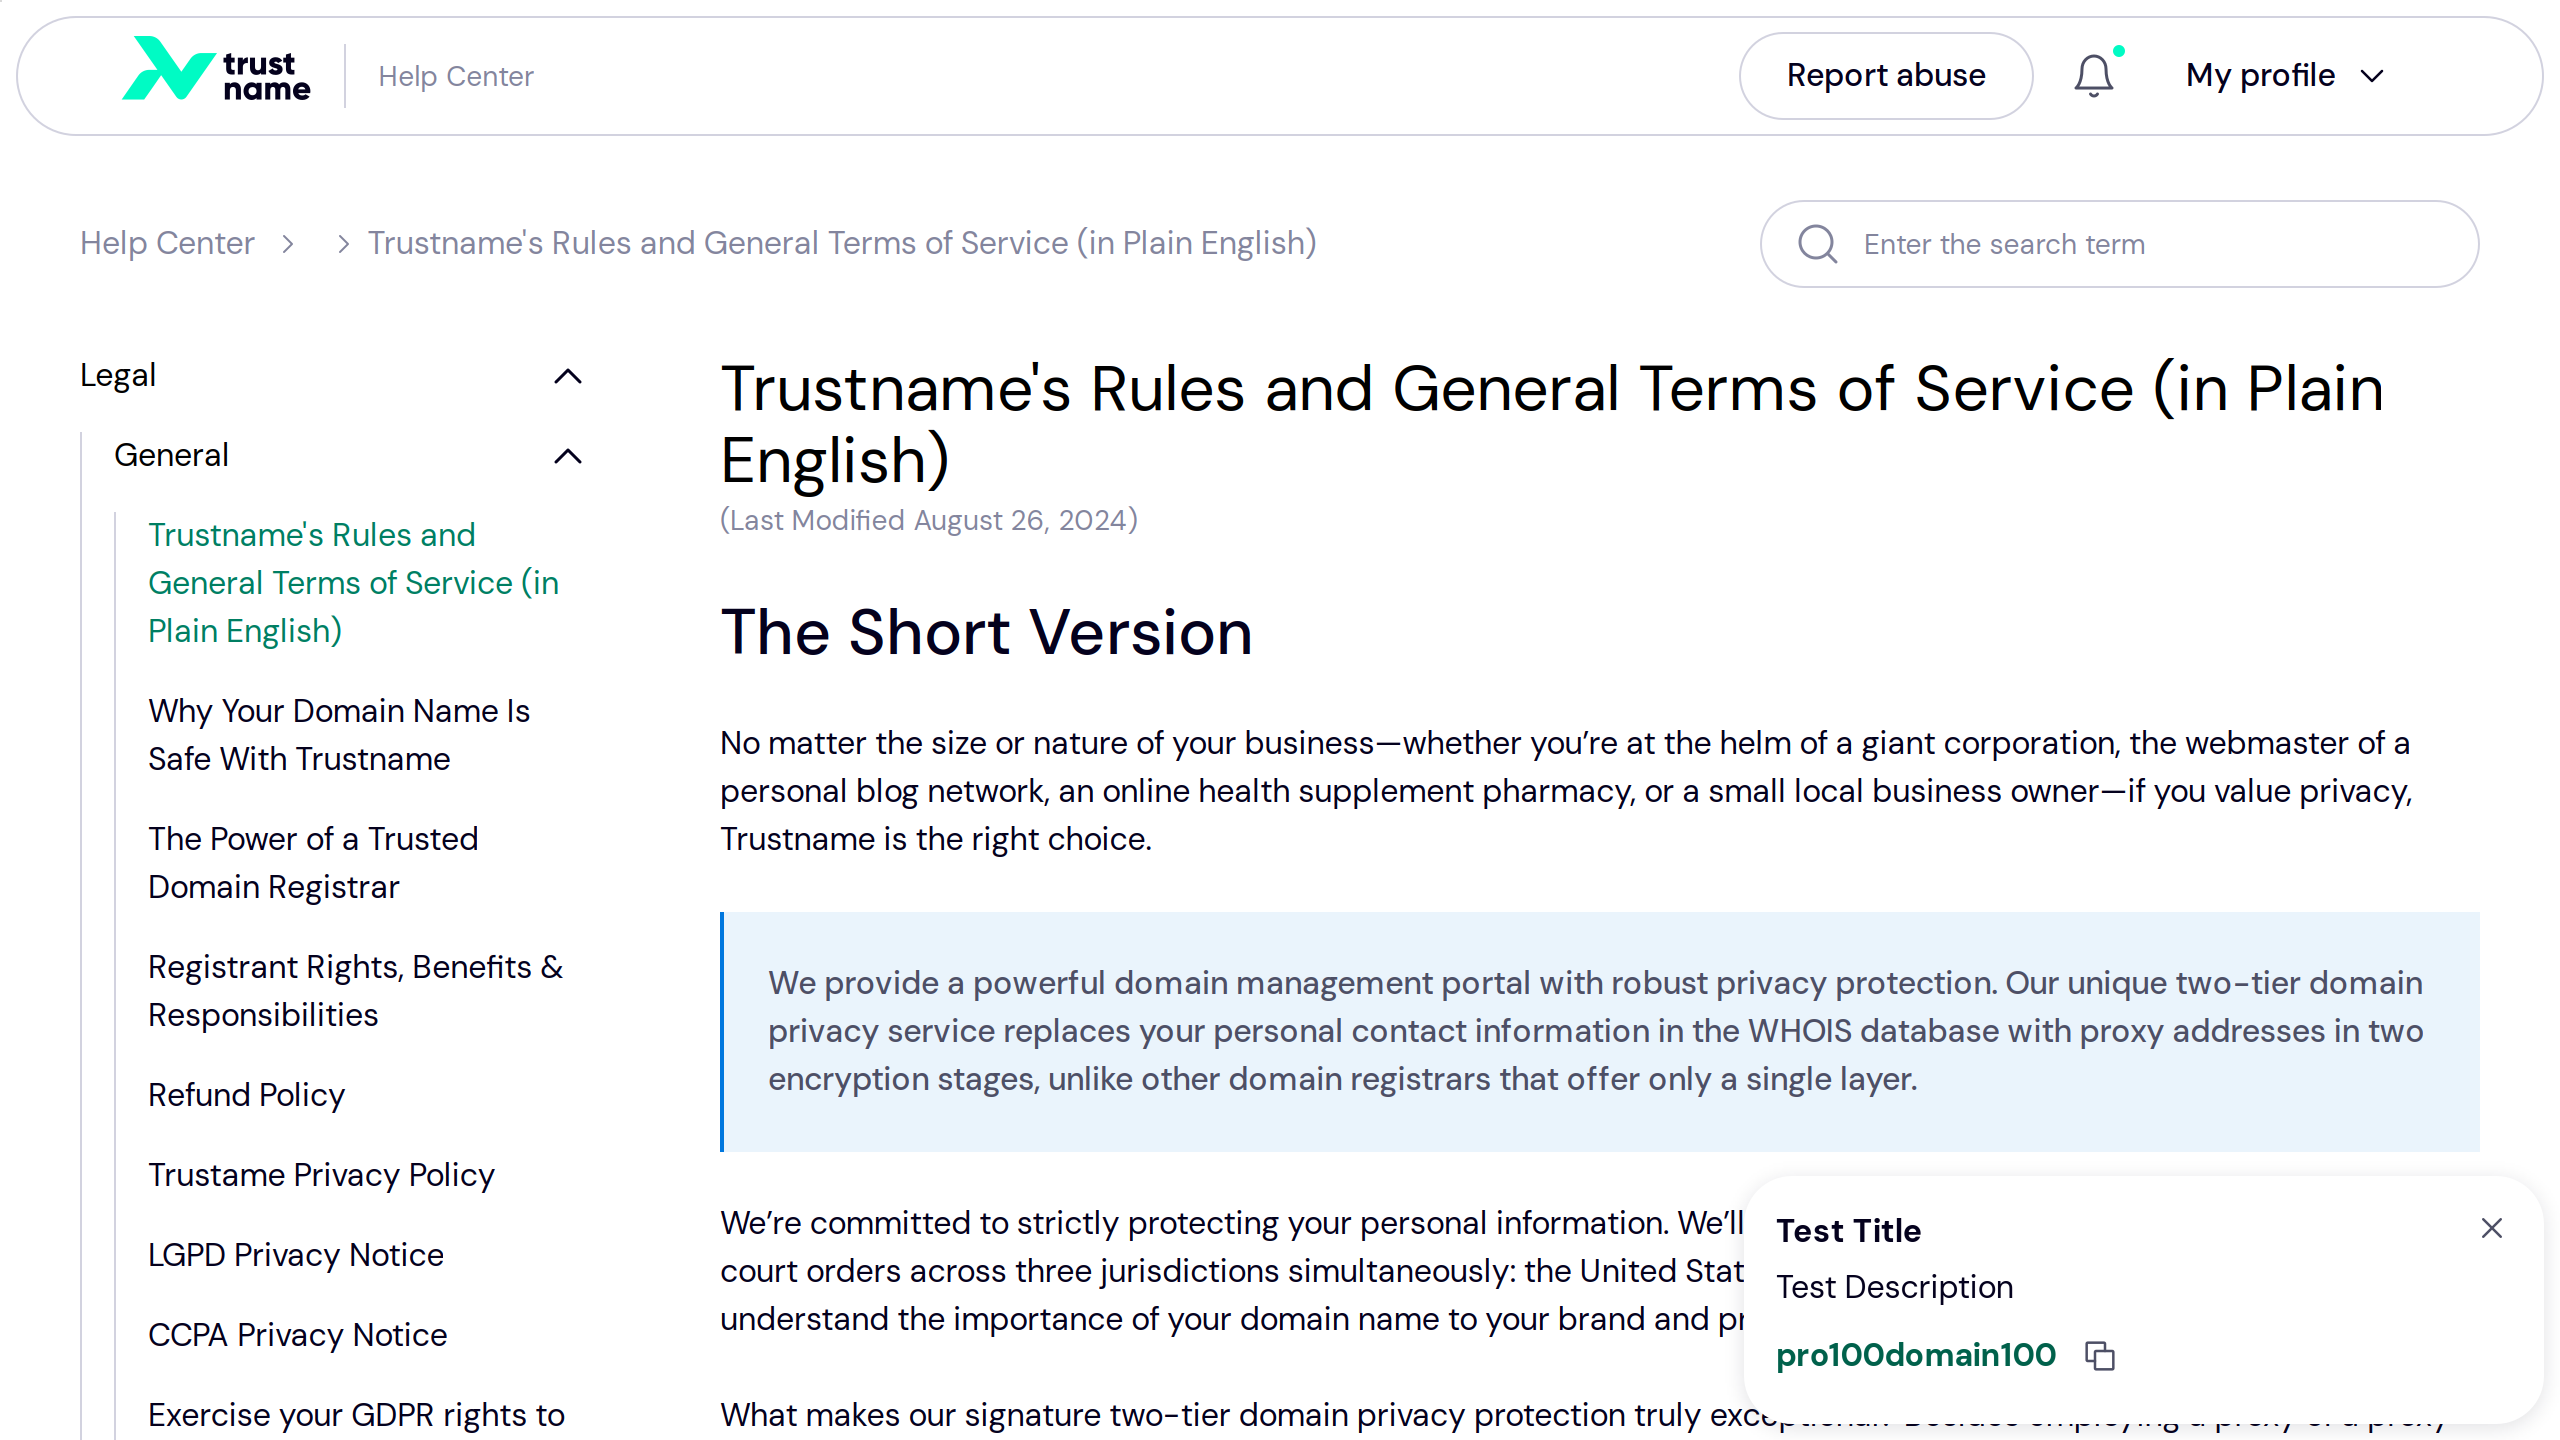 trust
name
Help Center
Report abuse
My profile
Help Center
Trustname's Rules and General Terms of Service (in Plain English)
Enter the search term
Legal
General
Trustname's Rules and
General Terms of Service (in
Plain English)
Why Your Domain Name Is
Safe With Trustname
The Power of a Trusted
Domain Registrar
Registrant Rights, Benefits &
Responsibilities
Refund Policy
Trustame Privacy Policy
LGPD Privacy Notice
CCPA Privacy Notice
Exercise your GDPR rights to
Trustname's Rules and General Terms of Service (in Plain
English)
(Last Modified August 26, 2024)
The Short Version
No matter the size or nature of your business—whether you’re at the helm of a giant corporation, the webmaster of a
personal blog network, an online health supplement pharmacy, or a small local business owner—if you value privacy,
Trustname is the right choice.
We provide a powerful domain management portal with robust privacy protection. Our unique two-tier domain
privacy service replaces your personal contact information in the WHOIS database with proxy addresses in two
encryption stages, unlike other domain registrars that offer only a single layer.
We’re committed to strictly protecting your personal information. We’ll
court orders across three jurisdictions simultaneously: the United Stat
understand the importance of your domain name to your brand and pr
What makes our signature two-tier domain privacy protection truly
Test Title
Test Description
pro100domain100